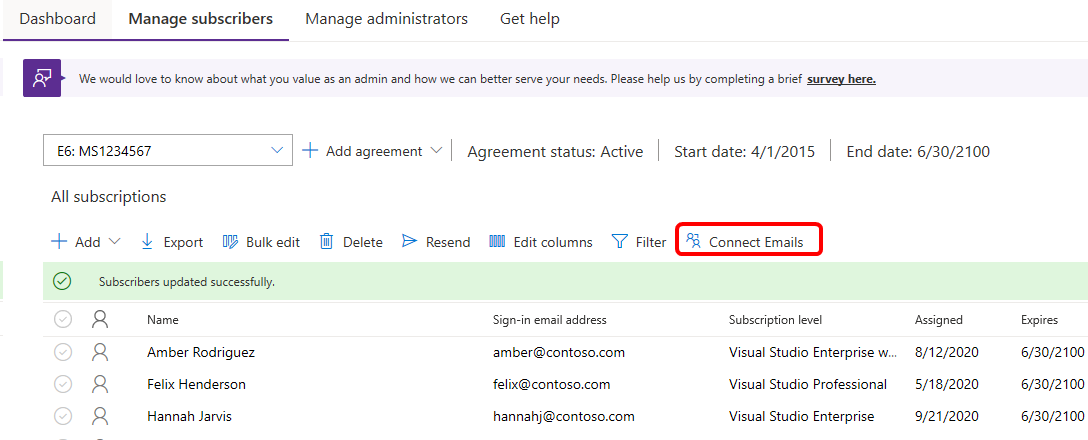 Dashboard Manage subscribers Manage administrators Get help
We would love to know about what you value as an admin and how we can better serve your needs. Please help us by completing a brief survey here.
E6: MS1234567 Add agreement Agreement status: Active Start date: 4/1/2015 End date: 6/30/2100
All subscriptions
Add Export Bulk edit Delete Resend Edit columns Filter Connect Emails
Subscribers updated successfully.
Name Sign-in email address Subscription level Assigned Expires
Amber Rodriguez amber@contoso.com Visual Studio Enterprise w... 8/12/2020 6/30/2100
Felix Henderson felix@contoso.com Visual Studio Professional 5/18/2020 6/30/2100
Hannah Jarvis hannahj@contoso.com Visual Studio Enterprise 9/21/2020 6/30/2100